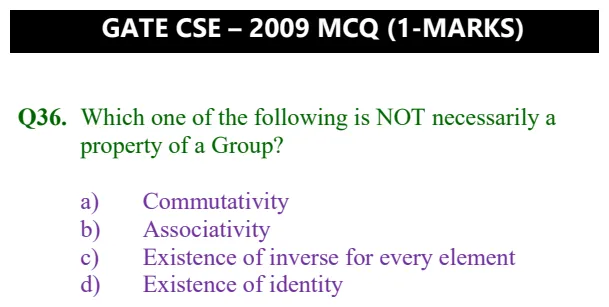 GATE CSE – 2009 MCQ (1-MARKS)
Q36. Which one of the following is NOT necessarily a
property of a Group?
a) Commutativity
b) Associativity
c) Existence of inverse for every element
d) Existence of identity